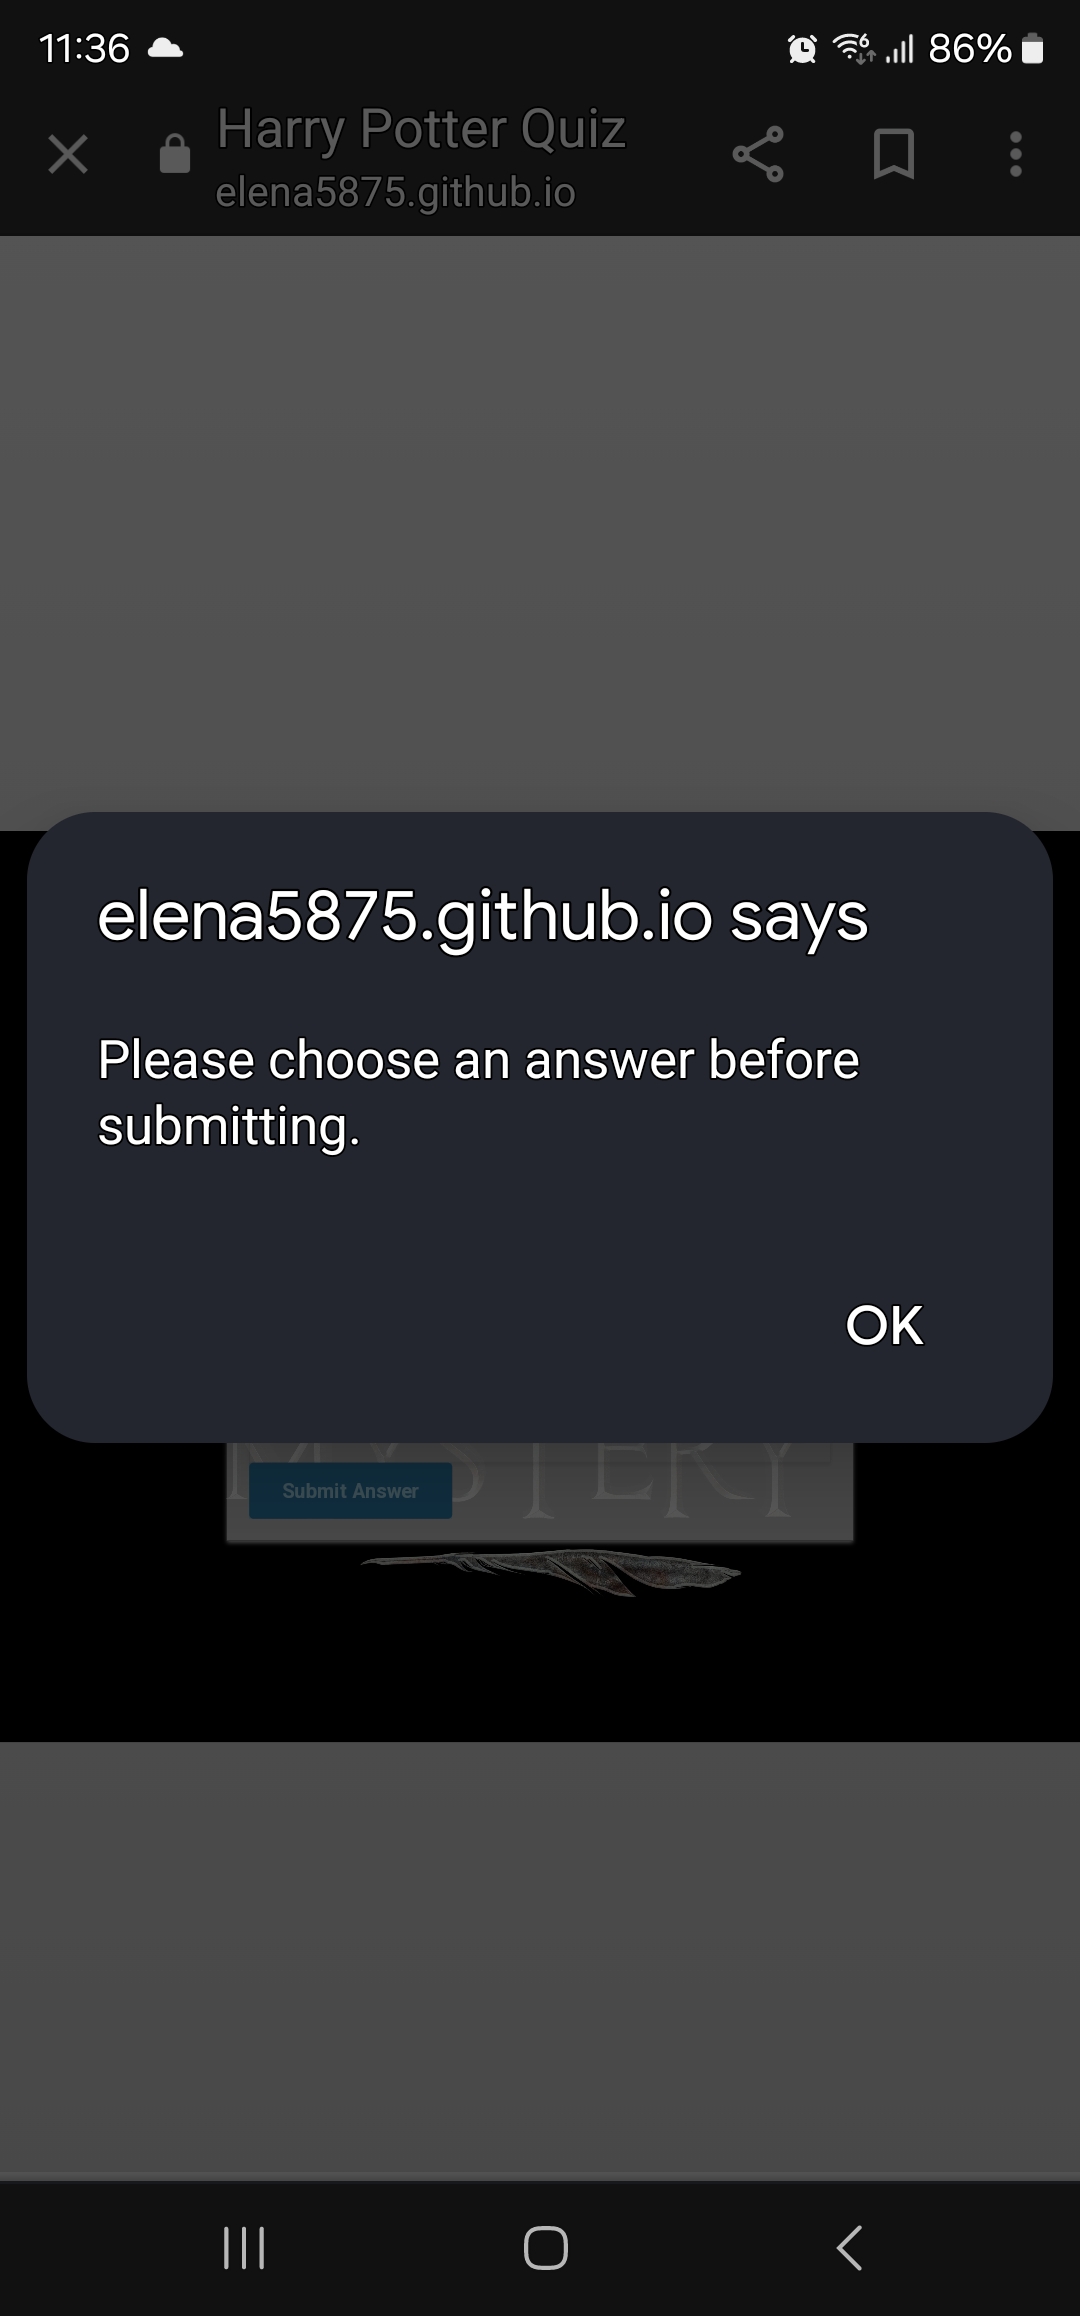 11:36
86%
Harry Potter Quiz
elena5875.github.io
elena5875.github.io says
Please choose an answer before
submitting.
OK
MYSTERY
Submit Answer